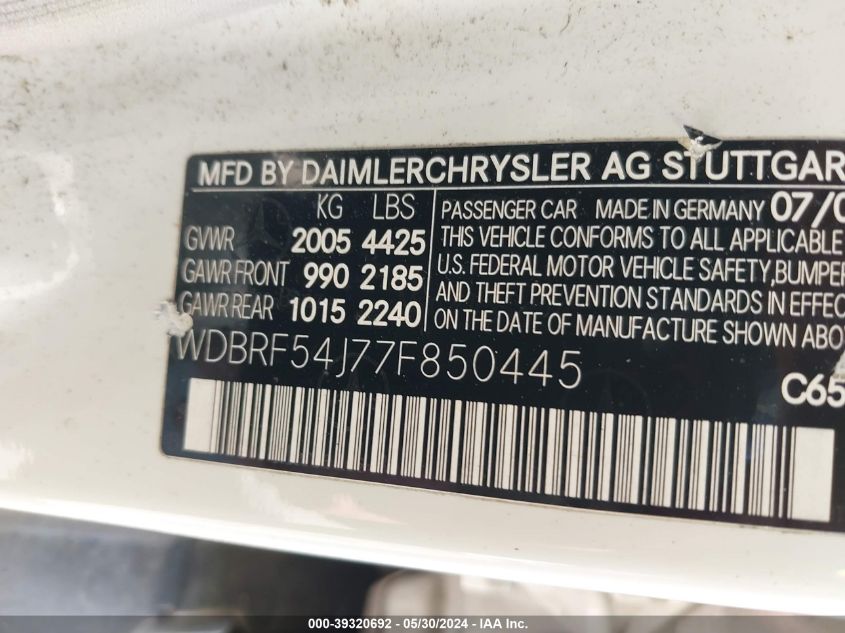 MFD BY DAIMLERCHRYSLER AG STUTTGAR
KG LBS
GVWR 2005 4425
GAWR FRONT 990 2185
GAWR REAR 1015 2240
PASSENGER CAR MADE IN GERMANY 07/0
THIS VEHICLE CONFORMS TO ALL APPLICABLE
U.S. FEDERAL MOTOR VEHICLE SAFETY,BUMPER
AND THEFT PREVENTION STANDARDS IN EFFEC
ON THE DATE OF MANUFACTURE SHOWN ABO
WDBRF54J77F850445
C65
000-39320692 - 05/30/2024 - IAA Inc.